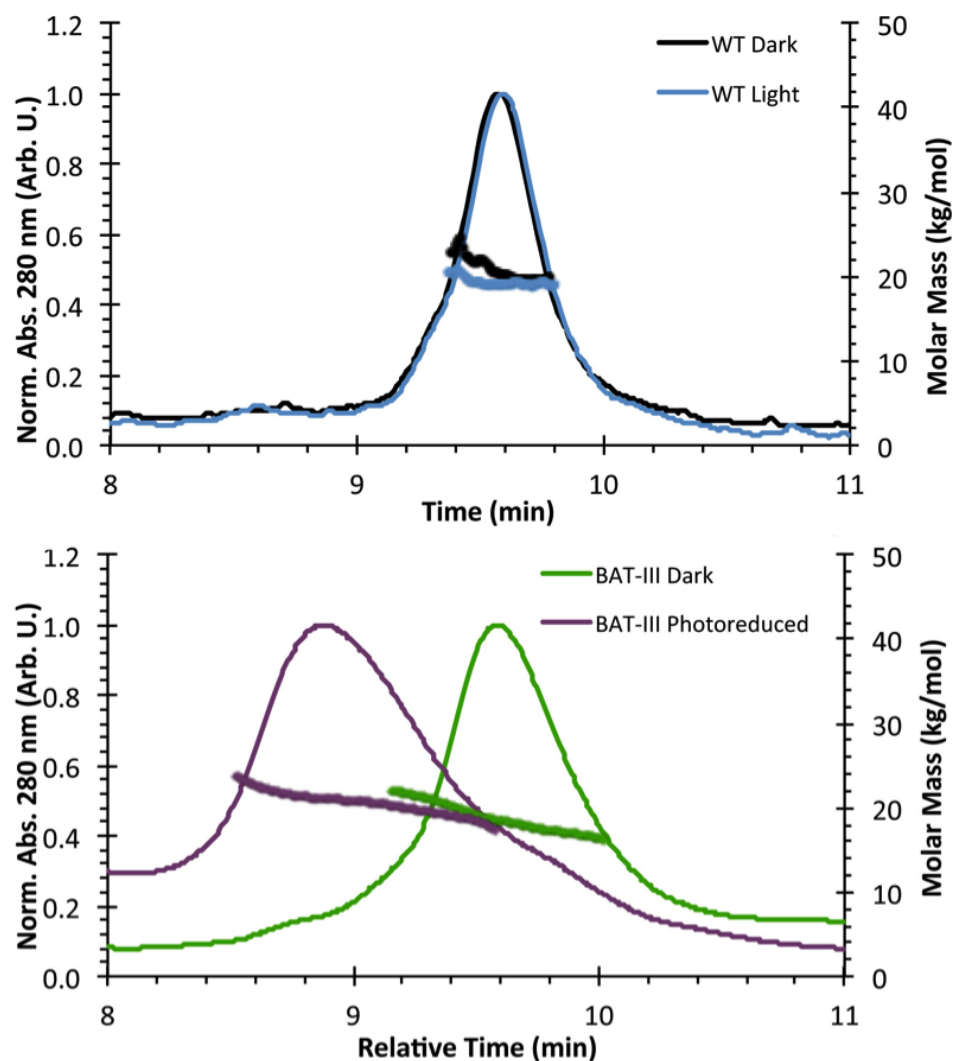 1.2
1.0
0.8
0.6
0.4
0.2
0.0
Norm. Abs. 280 nm (Arb. U.)
WT Dark
WT Light
50
40
30
20
10
0
Molar Mass (kg/mol)
8 9 10 11
Time (min)
1.2
1.0
0.8
0.6
0.4
0.2
0.0
Norm. Abs. 280 nm (Arb. U.)
BAT-III Dark
BAT-III Photoreduced
50
40
30
20
10
0
Molar Mass (kg/mol)
8 9 10 11
Relative Time (min)